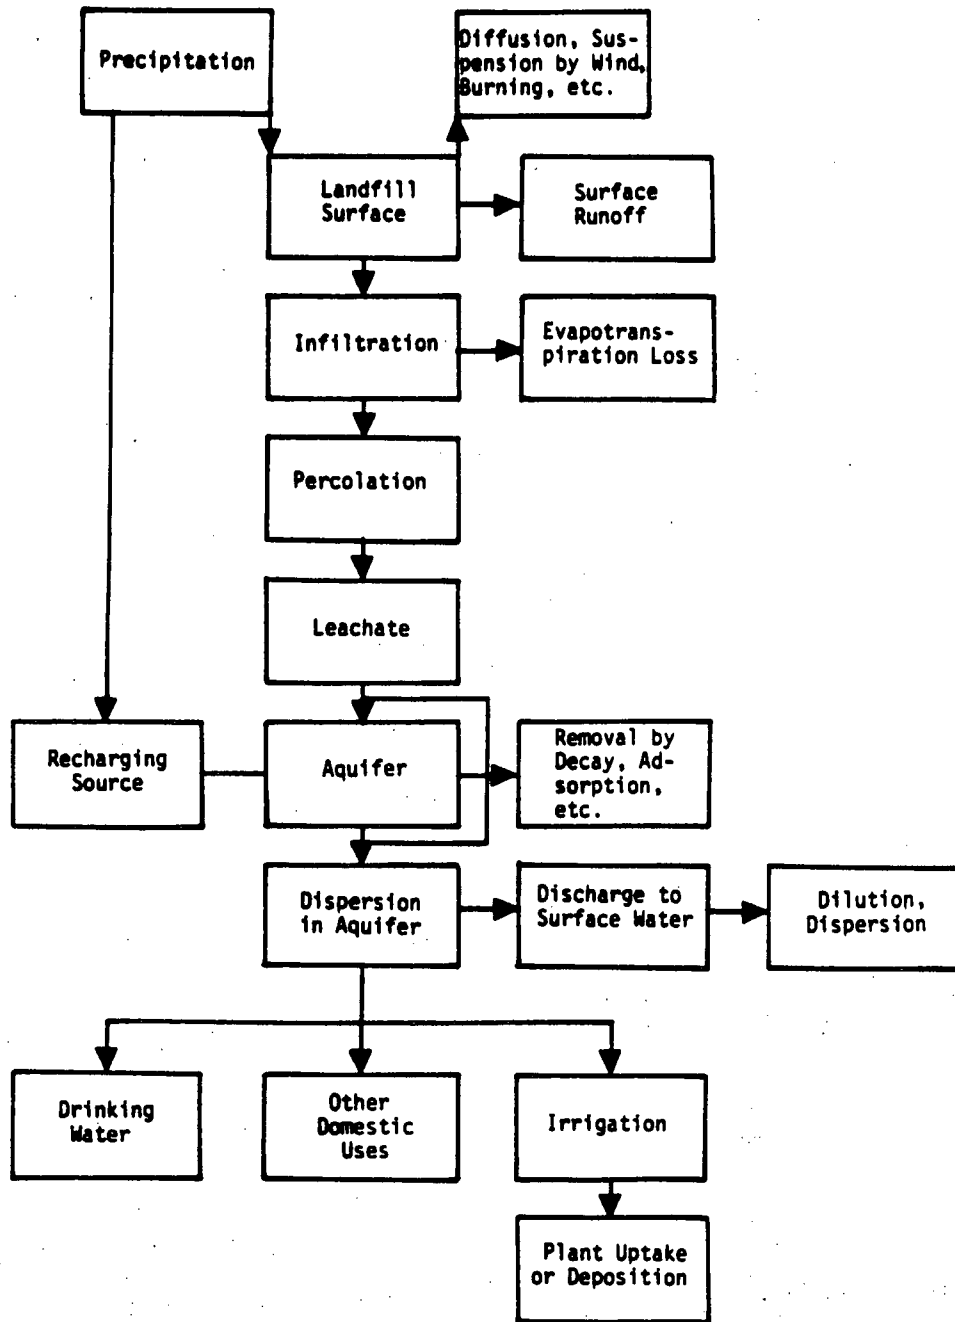 Precipitation
Diffusion, Sus-
pension by Wind,
Burning, etc.
Landfill
Surface
Surface
Runoff
Infiltration
Evapotrans-
piration Loss
Percolation
Leachate
Recharging
Source
Aquifer
Removal by
Decay, Ad-
sorption,
etc.
Dispersion
in Aquifer
Discharge to
Surface Water
Dilution,
Dispersion
Drinking
Water
Other
Domestic
Uses
Irrigation
Plant Uptake
or Deposition